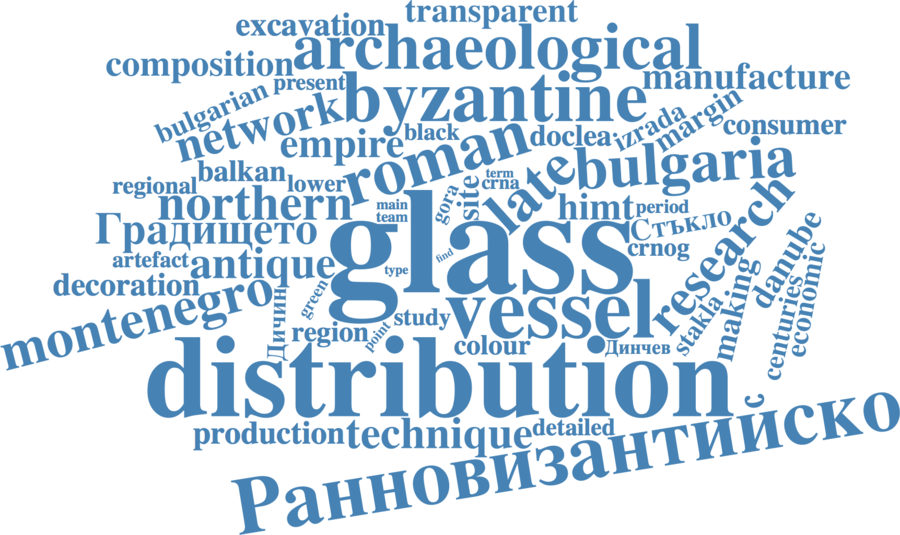 transparent
excavation
archaeological
composition
present
manufacture
byzantine
bulgarian
network
izrada
margin
consumer
empire
black
roman
doclea
balkan
late
bulgaria
regional
lower
term
crna
site
gora
northern
main
team
himt
period
Градището
glass
Стъкло
crnog
research
find
artefact
antique
type
danube
decoration
green
montenegro
Дичин
vessel
stakla
making
centuries
economic
region
point
study
colour
Динчев
distribution
с
production
technique
detailed
Ранновизантийско